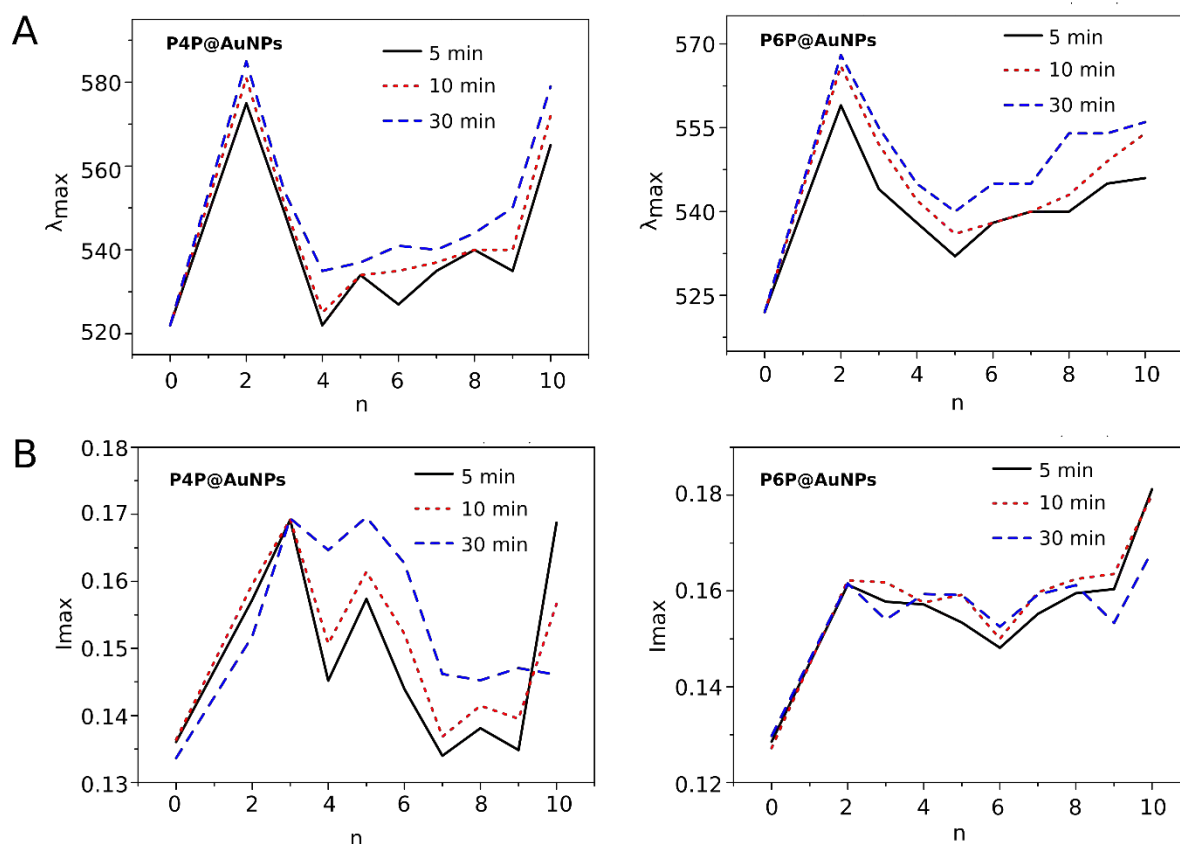 A
P4P@AuNPs
5 min
10 min
30 min
λmax
580
560
540
520
0 2 4 6 8 10
n
P6P@AuNPs
5 min
10 min
30 min
λmax
570
555
540
525
0 2 4 6 8 10
n
B
P4P@AuNPs
5 min
10 min
30 min
Imax
0.18
0.17
0.16
0.15
0.14
0.13
0 2 4 6 8 10
n
P6P@AuNPs
5 min
10 min
30 min
Imax
0.18
0.16
0.14
0.12
0 2 4 6 8 10
n